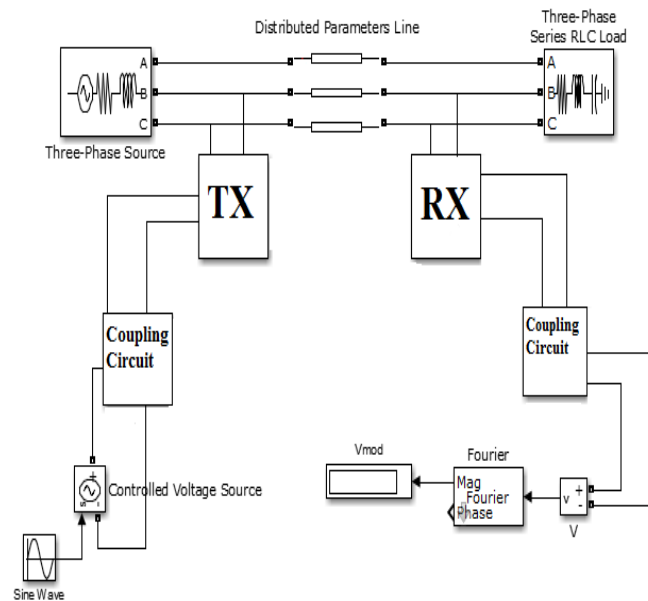 Distributed Parameters Line
Three-Phase
Series RLC Load
A
B
C
A
B
C
Three-Phase Source
TX
RX
Coupling
Circuit
Coupling
Circuit
Vmod
Fourier
Mag
Fourier
Phase
+
v
-
V
+
s
-
Controlled Voltage Source
Sine Wave